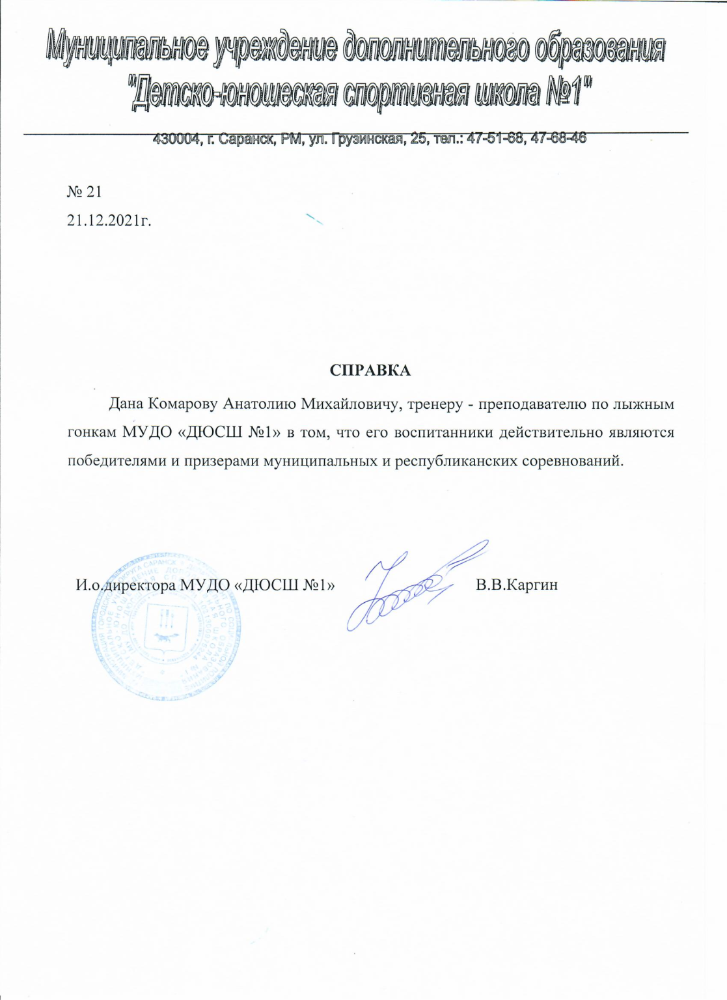 Муниципальное учреждение дополнительного образования
"Детско-юношеская спортивная школа №1"
430004, г. Саранск, РМ, ул. Грузинская, 25, тел.: 47-51-68, 47-68-46
№ 21
21.12.2021г.
СПРАВКА
Дана Комарову Анатолию Михайловичу, тренеру - преподавателю по лыжным
гонкам МУДО «ДЮСШ №1» в том, что его воспитанники действительно являются
победителями и призерами муниципальных и республиканских соревнований.
И.о.директора МУДО «ДЮСШ №1» В.В.Каргин